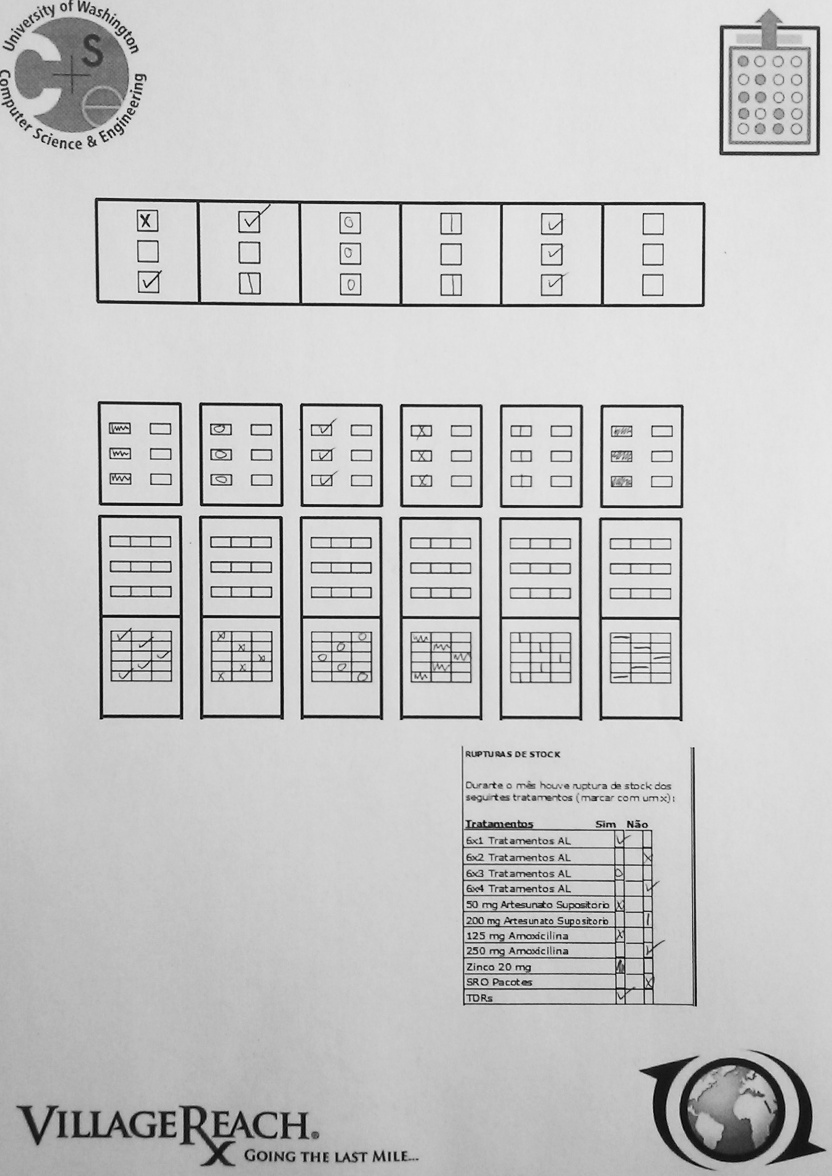 University of Washington
Computer Science & Engineering
C+SE
RUPTURAS DE STOCK
Durante o mês houve ruptura de stock dos
seguintes tratamentos (marcar com um x):
Tratamentos Sim Não
6x1 Tratamentos AL
6x2 Tratamentos AL
6x3 Tratamentos AL
6x4 Tratamentos AL
50 mg Artesunato Supositorio
200 mg Artesunato Supositorio
125 mg Amoxicilina
250 mg Amoxicilina
Zinco 20 mg
SRO Pacotes
TDRs
VILLAGEREACH®
GOING THE LAST MILE...